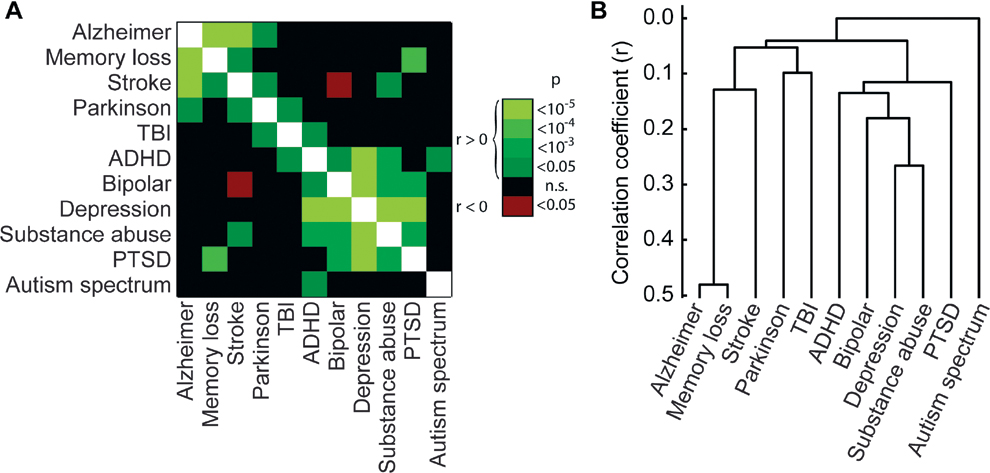 A
Alzheimer
Memory loss
Stroke
Parkinson
TBI
ADHD
Bipolar
Depression
Substance abuse
PTSD
Autism spectrum
Alzheimer
Memory loss
Stroke
Parkinson
TBI
ADHD
Bipolar
Depression
Substance abuse
PTSD
Autism spectrum
p
<10-5
<10-4
<10-3
<0.05
n.s.
<0.05
r > 0
r < 0
B
Correlation coefficient (r)
0.0
0.1
0.2
0.3
0.4
0.5
Alzheimer
Memory loss
Stroke
Parkinson
TBI
ADHD
Bipolar
Depression
Substance abuse
PTSD
Autism spectrum